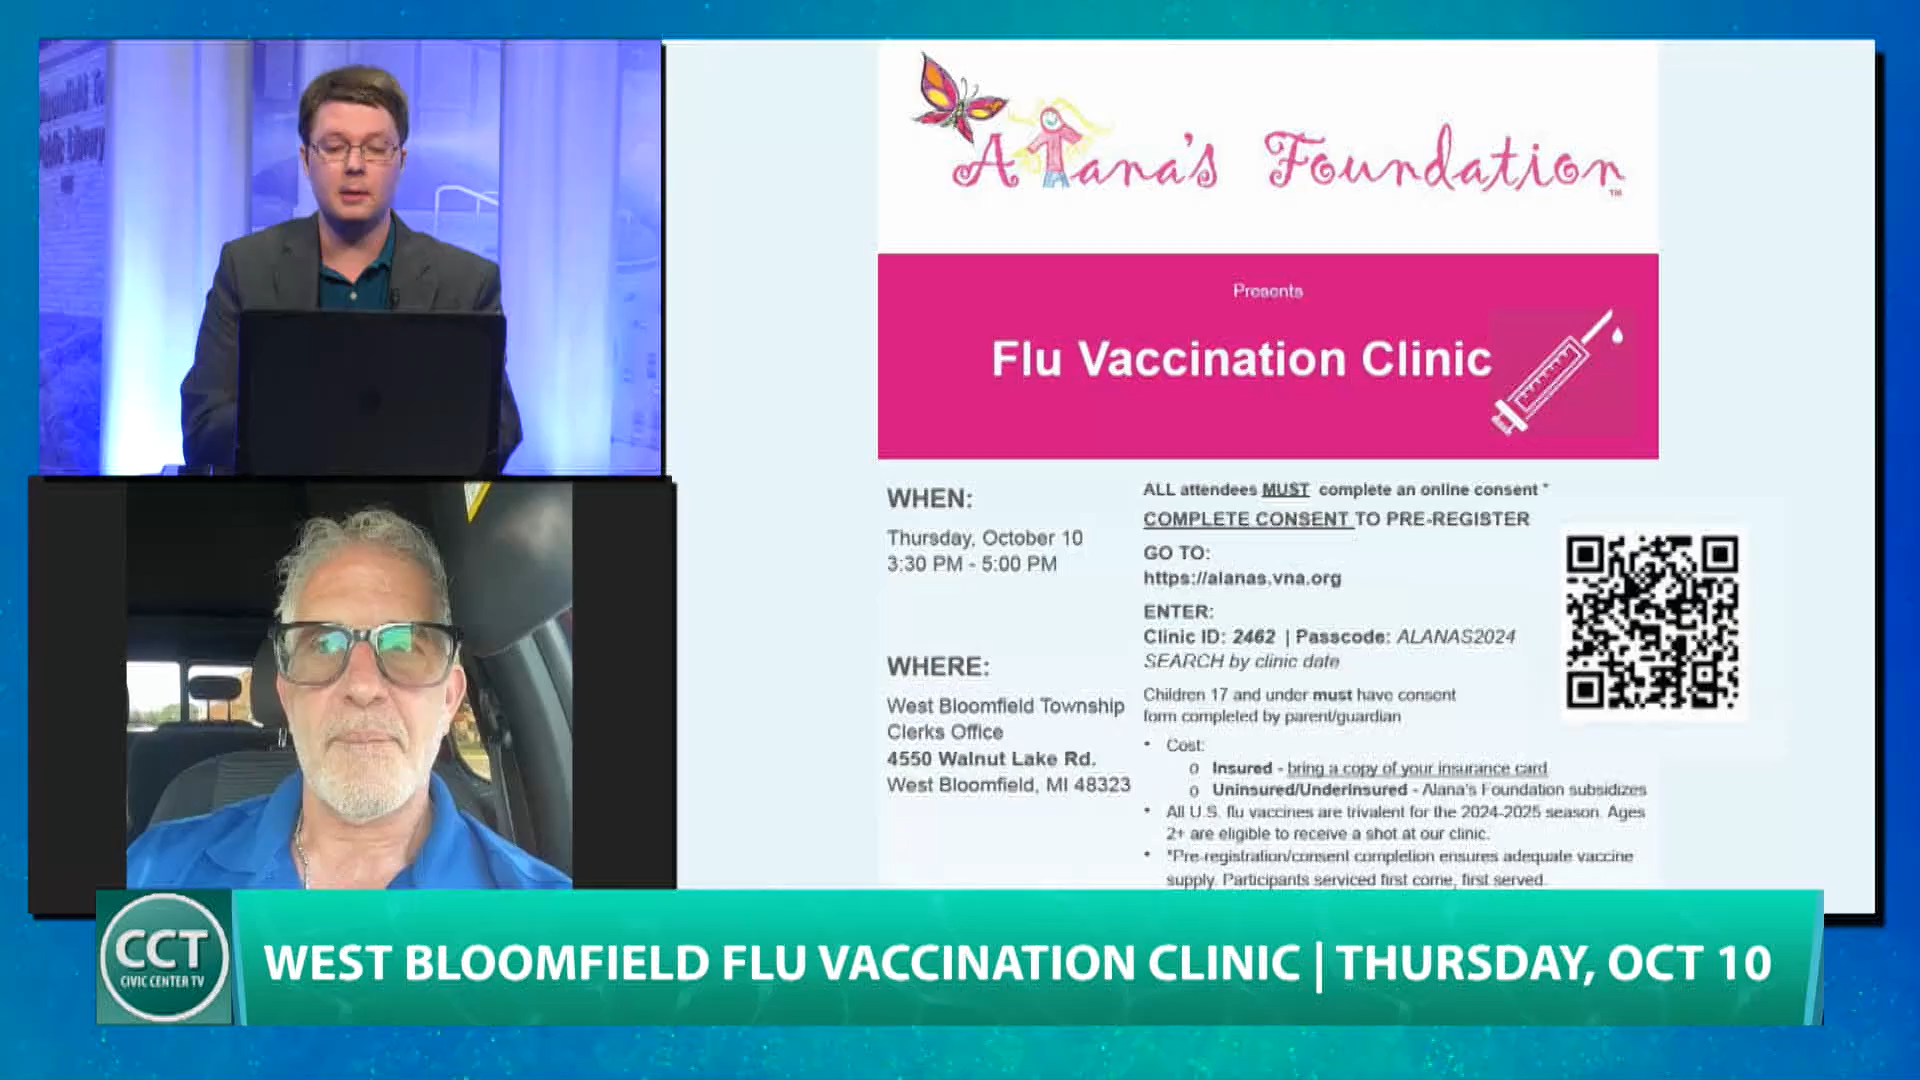 Alana's Foundation
TM
Presents
Flu Vaccination Clinic
WHEN:
Thursday, October 10
3:30 PM - 5:00 PM
WHERE:
West Bloomfield Township
Clerks Office
4550 Walnut Lake Rd.
West Bloomfield, MI 48323
ALL attendees MUST complete an online consent *
COMPLETE CONSENT TO PRE-REGISTER
GO TO:
https://alanas.vna.org
ENTER:
Clinic ID: 2462 | Passcode: ALANAS2024
SEARCH by clinic date
Children 17 and under must have consent
form completed by parent/guardian
• Cost:
o Insured - bring a copy of your insurance card
o Uninsured/Underinsured - Alana's Foundation subsidizes
• All U.S. flu vaccines are trivalent for the 2024-2025 season. Ages
2+ are eligible to receive a shot at our clinic.
• *Pre-registration/consent completion ensures adequate vaccine
supply. Participants serviced first come, first served.
CCT
CIVIC CENTER TV
WEST BLOOMFIELD FLU VACCINATION CLINIC | THURSDAY, OCT 10